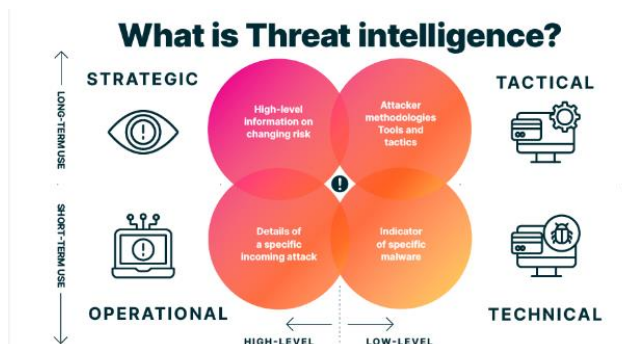 What is Threat intelligence?
STRATEGIC
TACTICAL
LONG-TERM USE
High-level
information on
changing risk
Attacker
methodologies
Tools and
tactics
SHORT-TERM USE
Details of
a specific
incoming attack
Indicator
of specific
malware
OPERATIONAL
TECHNICAL
HIGH-LEVEL
LOW-LEVEL